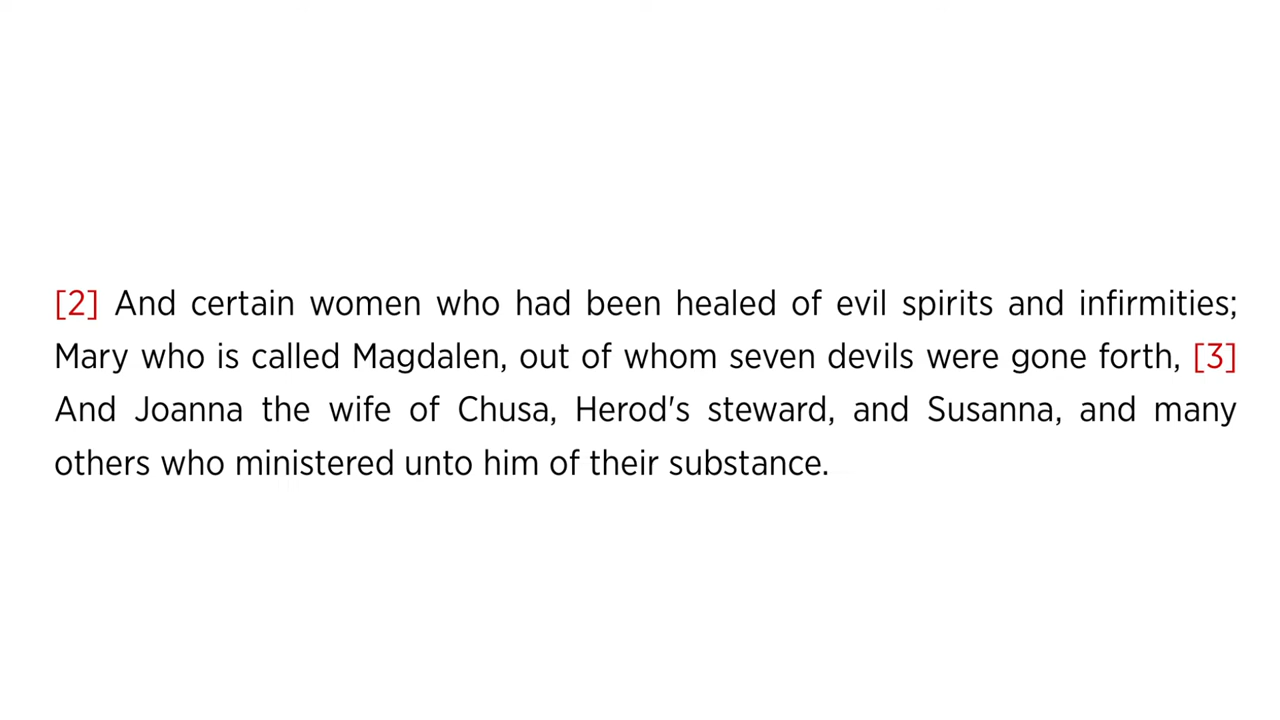 [2] And certain women who had been healed of evil spirits and infirmities;
Mary who is called Magdalen, out of whom seven devils were gone forth, [3]
And Joanna the wife of Chusa, Herod's steward, and Susanna, and many
others who ministered unto him of their substance.